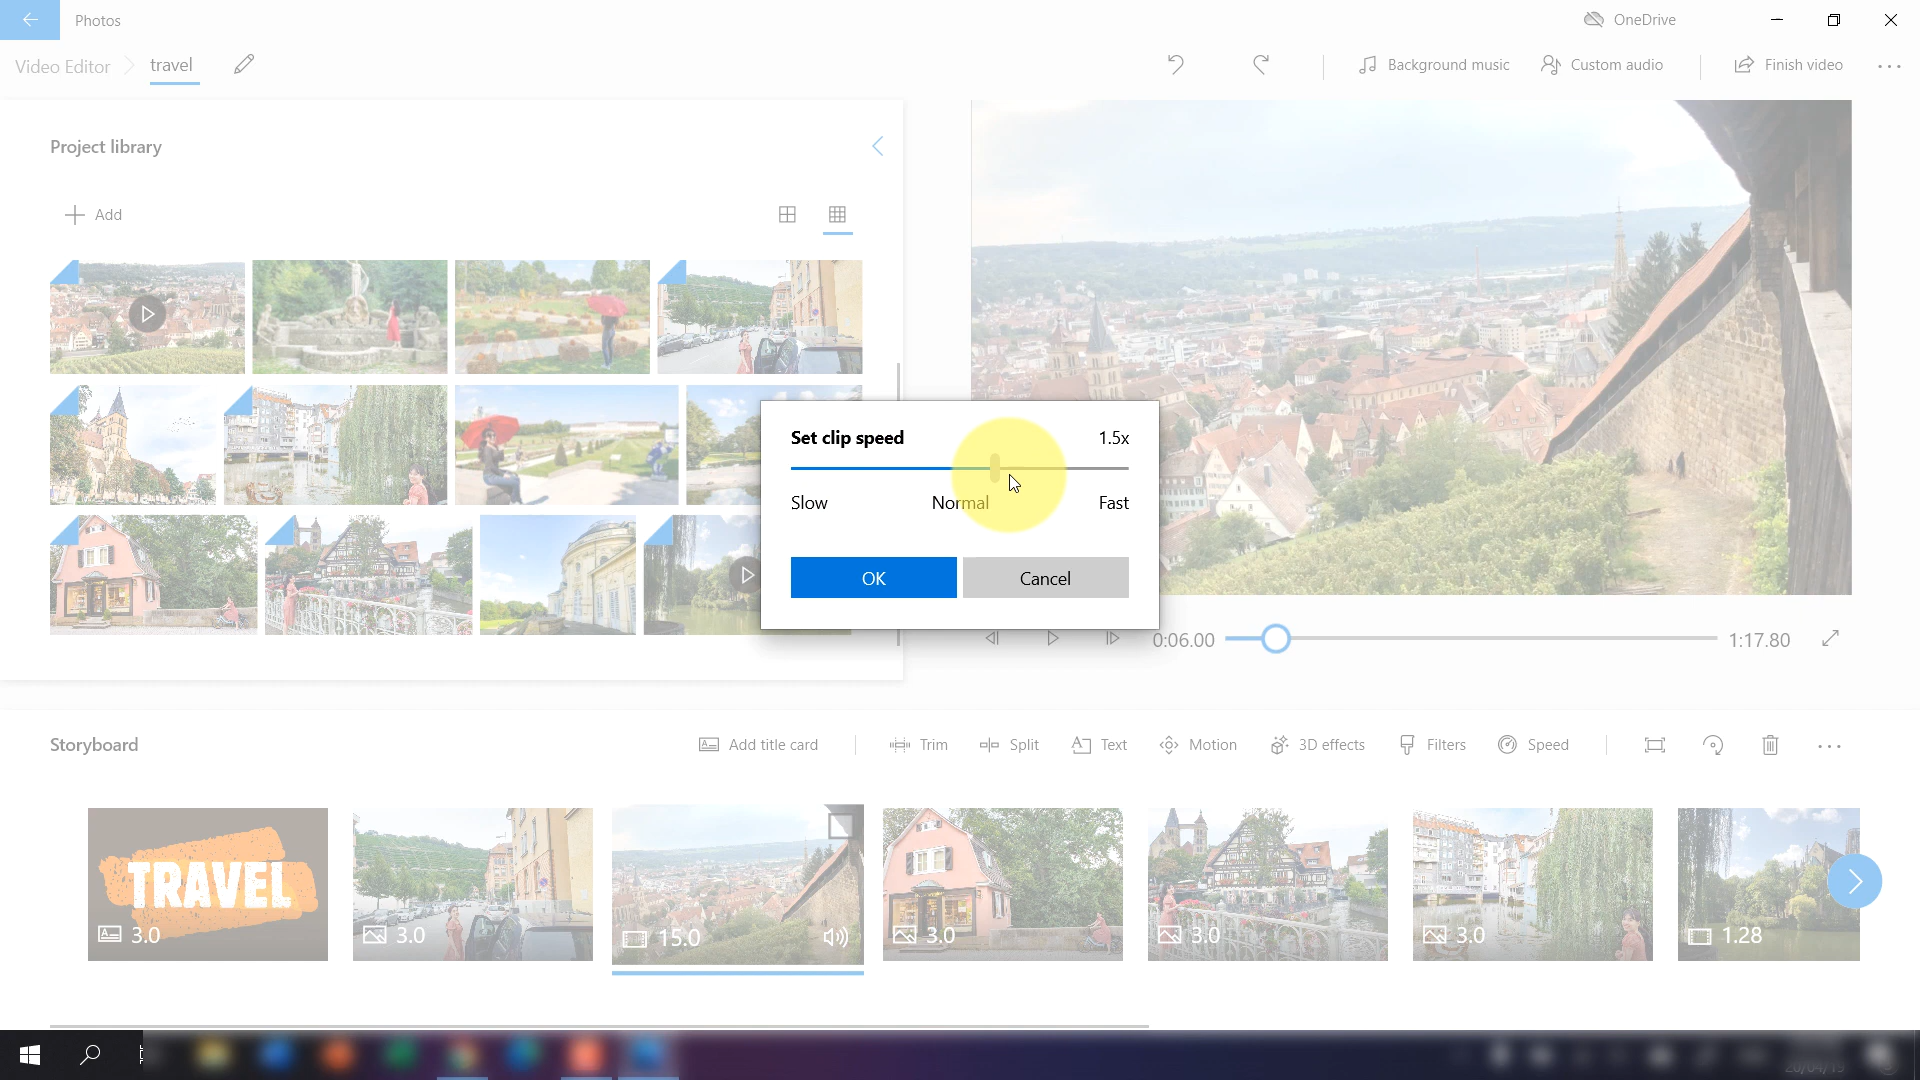 Photos
OneDrive
Video Editor
travel
Background music
Custom audio
Finish video
Project library
Add
Set clip speed
1.5x
Slow
Normal
Fast
OK
Cancel
0:06.00
1:17.80
Storyboard
Add title card
Trim
Split
Text
Motion
3D effects
Filters
Speed
TRAVEL
3.0
3.0
15.0
3.0
3.0
3.0
1.28